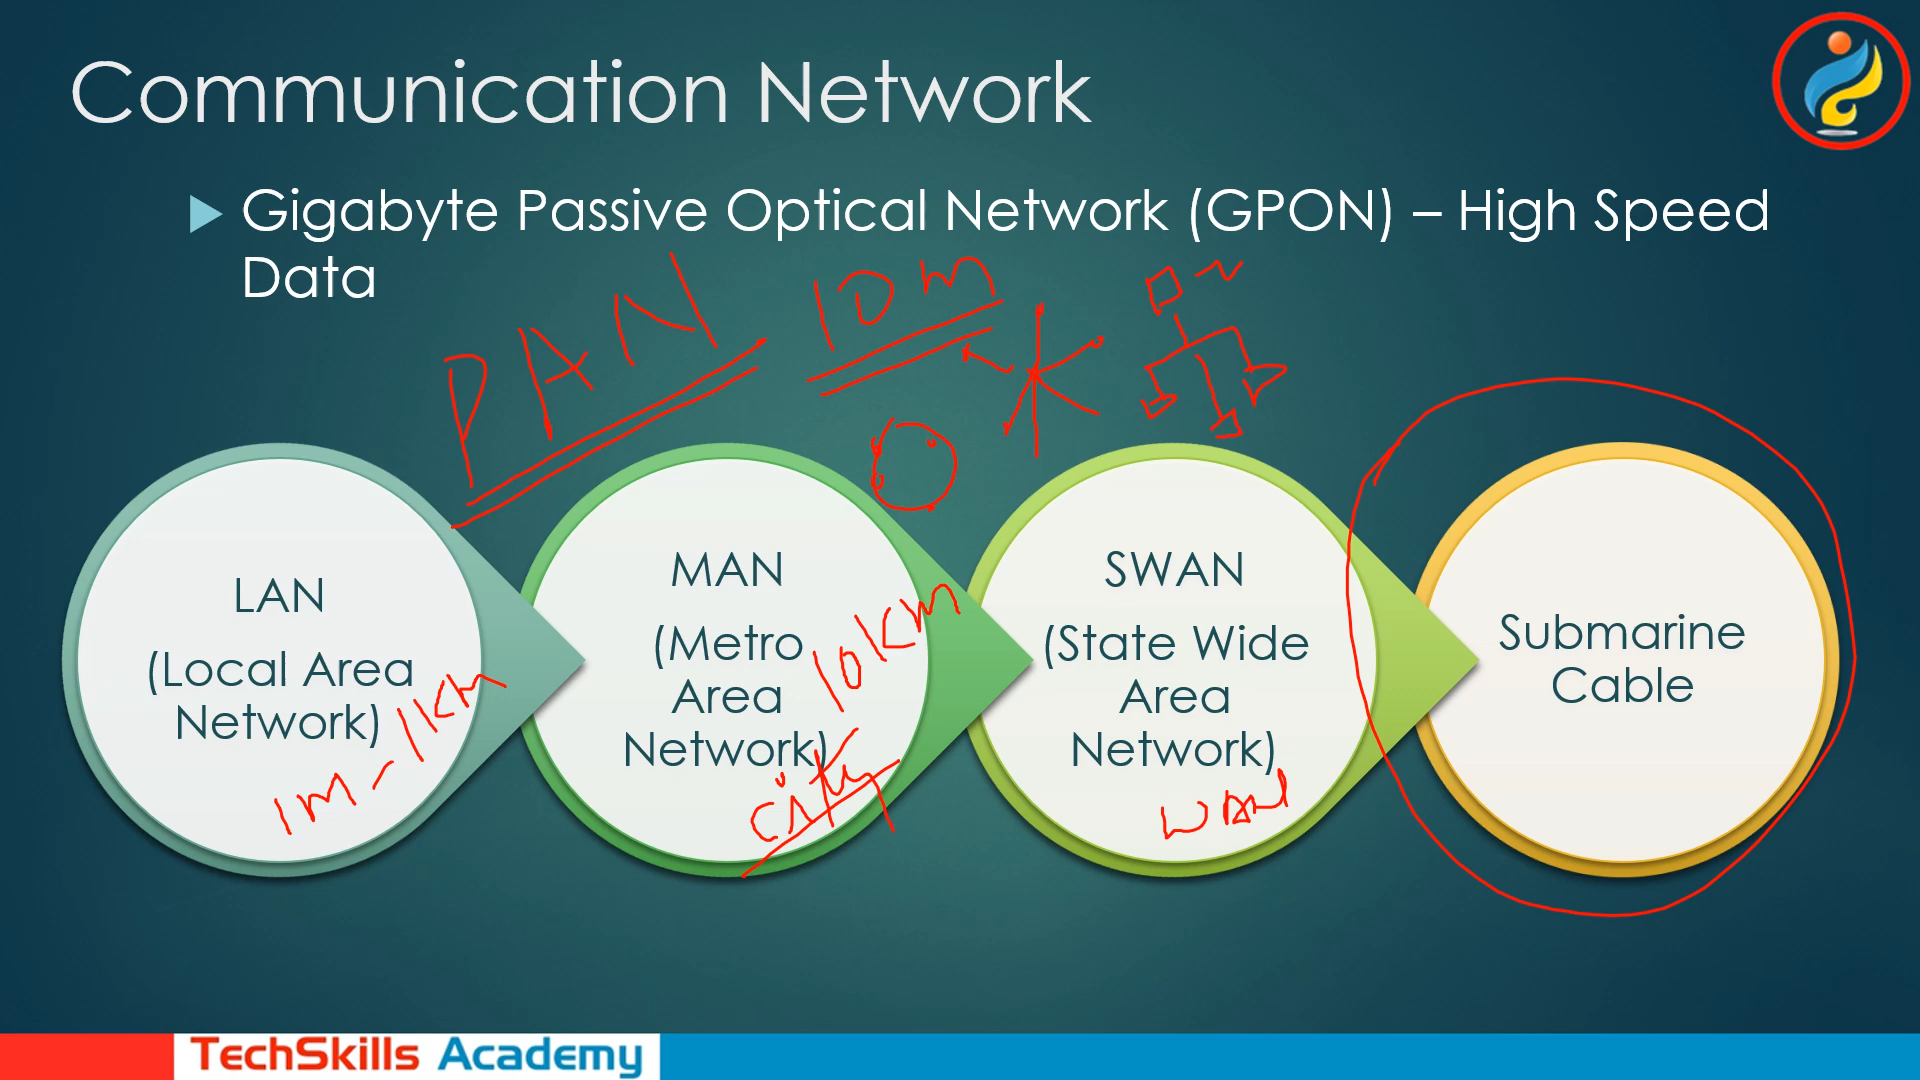 Communication Network
Gigabyte Passive Optical Network (GPON) – High Speed
Data
PAN 10m
LAN
(Local Area
Network)
1M - 1km
MAN
(Metro
Area
Network)
10km
city
SWAN
(State Wide
Area
Network)
WAN
Submarine
Cable
TechSkills Academy